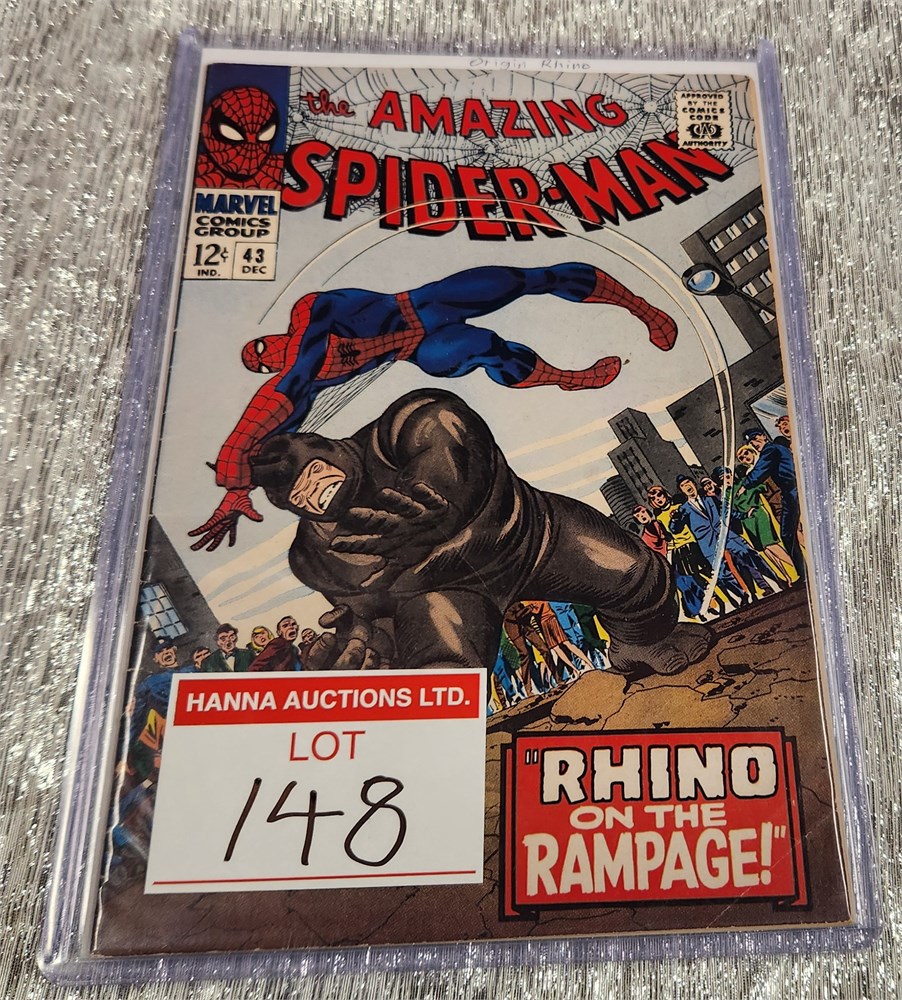 Origin Rhino
the AMAZING
SPIDER-MAN
APPROVED
BY THE
COMICS
CODE
CA
AUTHORITY
MARVEL
COMICS
GROUP
12¢
IND.
43
DEC
HANNA AUCTIONS LTD.
LOT
148
"RHINO
ON THE
RAMPAGE!"